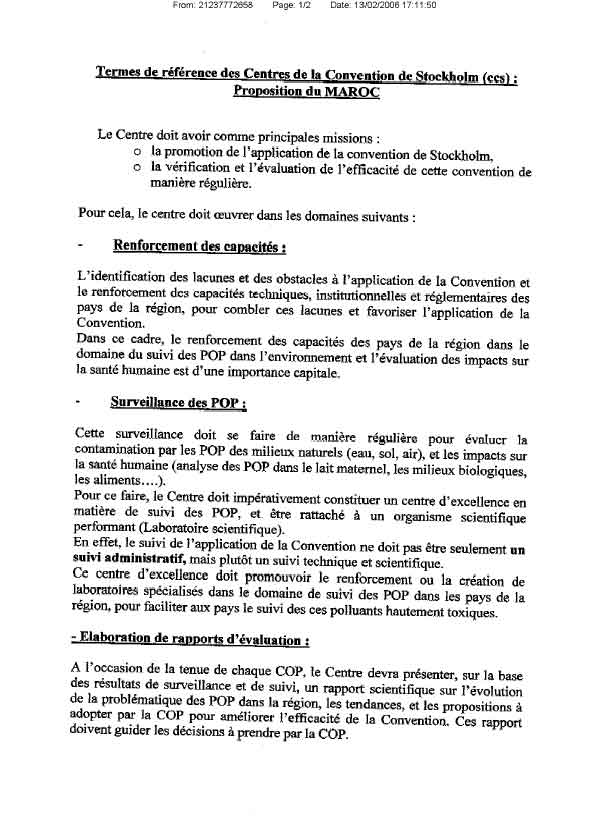 From: 21237772658 Page: 1/2 Date: 13/02/2006 17:11:50
Termes de référence des Centres de la Convention de Stockholm (ccs) :
Proposition du MAROC
Le Centre doit avoir comme principales missions :
o la promotion de l'application de la convention de Stockholm,
o la vérification et l'évaluation de l'efficacité de cette convention de
manière régulière.
Pour cela, le centre doit œuvrer dans les domaines suivants :
- Renforcement des capacités :
L'identification des lacunes et des obstacles à l'application de la Convention et
le renforcement des capacités techniques, institutionnelles et réglementaires des
pays de la région, pour combler ces lacunes et favoriser l'application de la
Convention.
Dans ce cadre, le renforcement des capacités des pays de la région dans le
domaine du suivi des POP dans l'environnement et l'évaluation des impacts sur
la santé humaine est d'une importance capitale.
- Surveillance des POP :
Cette surveillance doit se faire de manière régulière pour évaluer la
contamination par les POP des milieux naturels (eau, sol, air), et les impacts sur
la santé humaine (analyse des POP dans le lait maternel, les milieux biologiques,
les aliments....).
Pour ce faire, le Centre doit impérativement constituer un centre d'excellence en
matière de suivi des POP, et être rattaché à un organisme scientifique
performant (Laboratoire scientifique).
En effet, le suivi de l'application de la Convention ne doit pas être seulement un
suivi administratif, mais plutôt un suivi technique et scientifique.
Ce centre d'excellence doit promouvoir le renforcement ou la création de
laboratoires spécialisés dans le domaine de suivi des POP dans les pays de la
région, pour faciliter aux pays le suivi des ces polluants hautement toxiques.
- Elaboration de rapports d'évaluation :
A l'occasion de la tenue de chaque COP, le Centre devra présenter, sur la base
des résultats de surveillance et de suivi, un rapport scientifique sur l'évolution
de la problématique des POP dans la région, les tendances, et les propositions à
adopter par la COP pour améliorer l'efficacité de la Convention. Ces rapport
doivent guider les décisions à prendre par la COP.